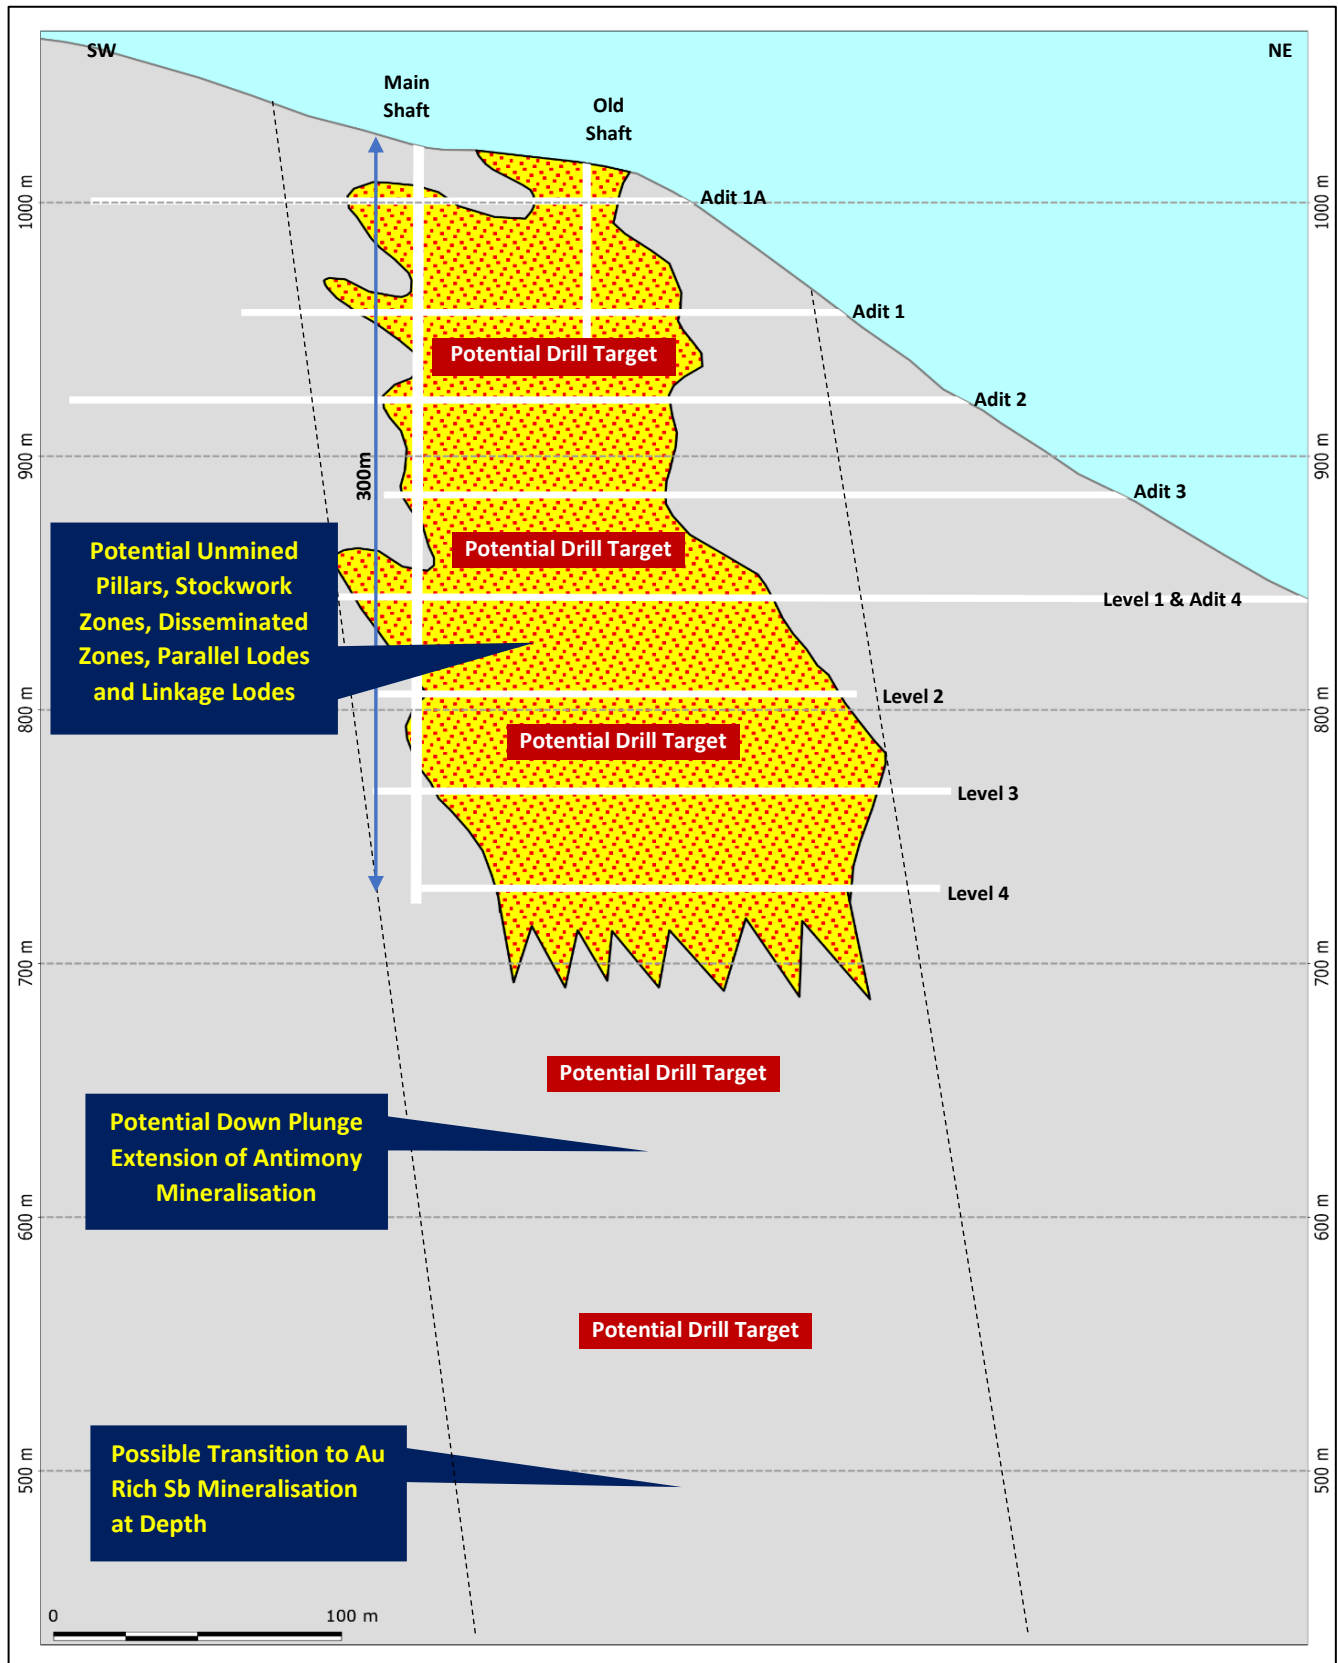 SW
NE
Main
Shaft
Old
Shaft
1000 m
1000 m
Adit 1A
Adit 1
Potential Drill Target
Adit 2
900 m
900 m
300m
Adit 3
Potential Drill Target
Potential Unmined
Pillars, Stockwork
Zones, Disseminated
Zones, Parallel Lodes
and Linkage Lodes
Level 1 & Adit 4
Level 2
800 m
800 m
Potential Drill Target
Level 3
Level 4
700 m
700 m
Potential Drill Target
Potential Down Plunge
Extension of Antimony
Mineralisation
600 m
600 m
Potential Drill Target
Possible Transition to Au
Rich Sb Mineralisation
at Depth
500 m
500 m
0 100 m